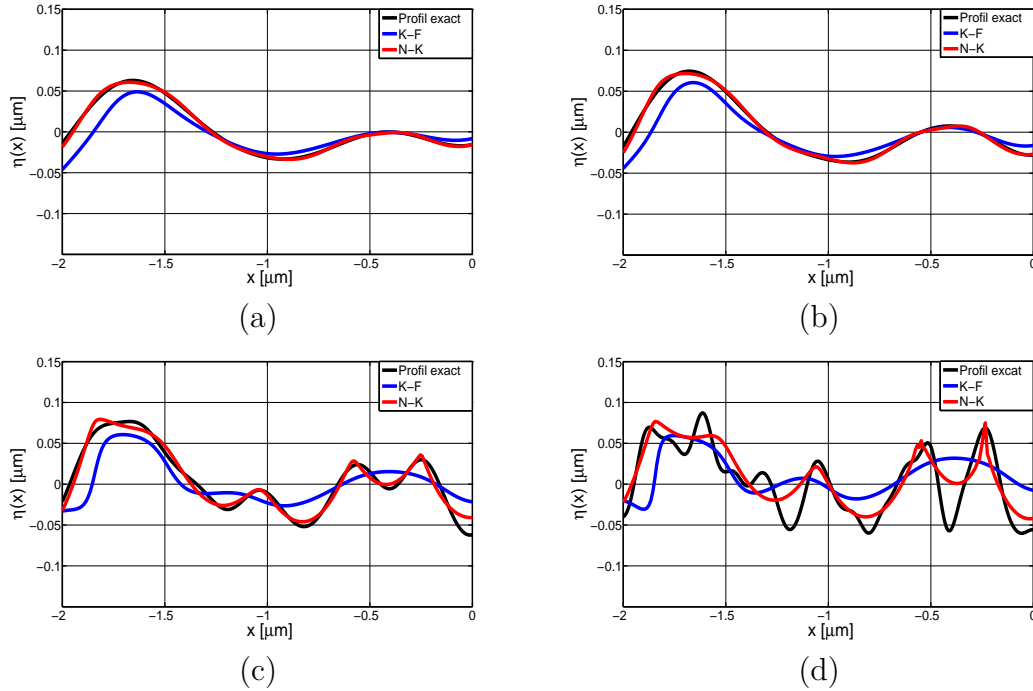 0.15
0.1
0.05
0
−0.05
−0.1
η(x) [μm]
Profil exact
K−F
N−K
−2
−1.5
−1
−0.5
0
x [μm]
(a)
0.15
0.1
0.05
0
−0.05
−0.1
η(x) [μm]
Profil exact
K−F
N−K
−2
−1.5
−1
−0.5
0
x [μm]
(b)
0.15
0.1
0.05
0
−0.05
−0.1
η(x) [μm]
Profil exact
K−F
N−K
−2
−1.5
−1
−0.5
0
x [μm]
(c)
0.15
0.1
0.05
0
−0.05
−0.1
η(x) [μm]
Profil excat
K−F
N−K
−2
−1.5
−1
−0.5
0
x [μm]
(d)